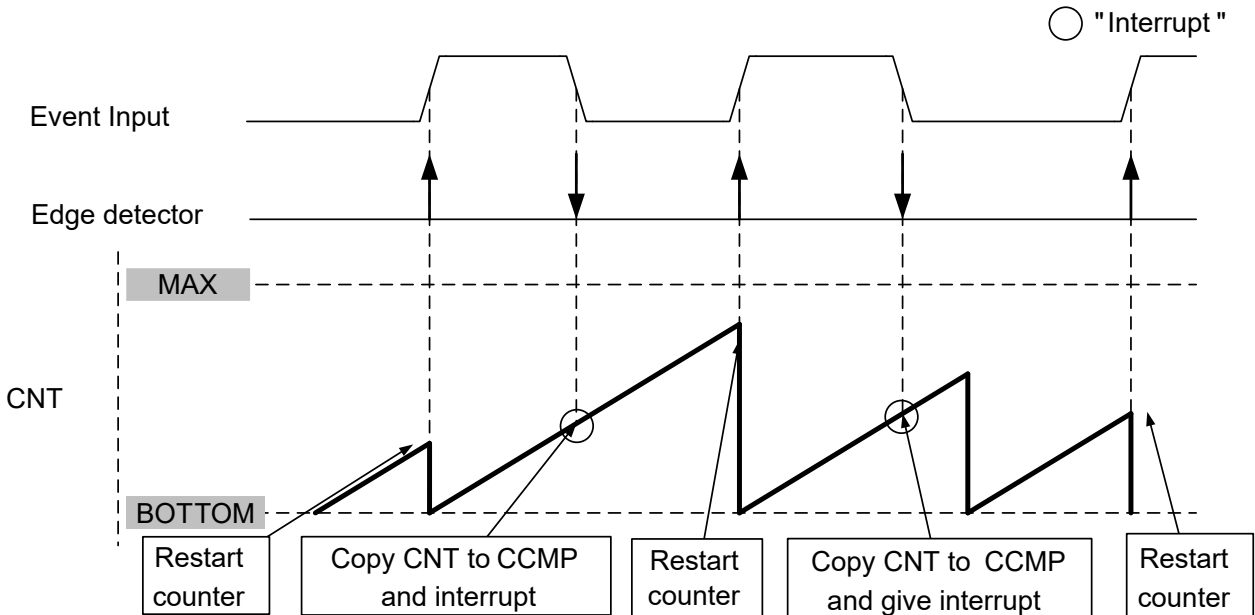 "Interrupt "
Event Input
Edge detector
MAX
CNT
BOTTOM
Restart
counter
Copy CNT to CCMP
and interrupt
Restart
counter
Copy CNT to  CCMP
and give interrupt
Restart
counter